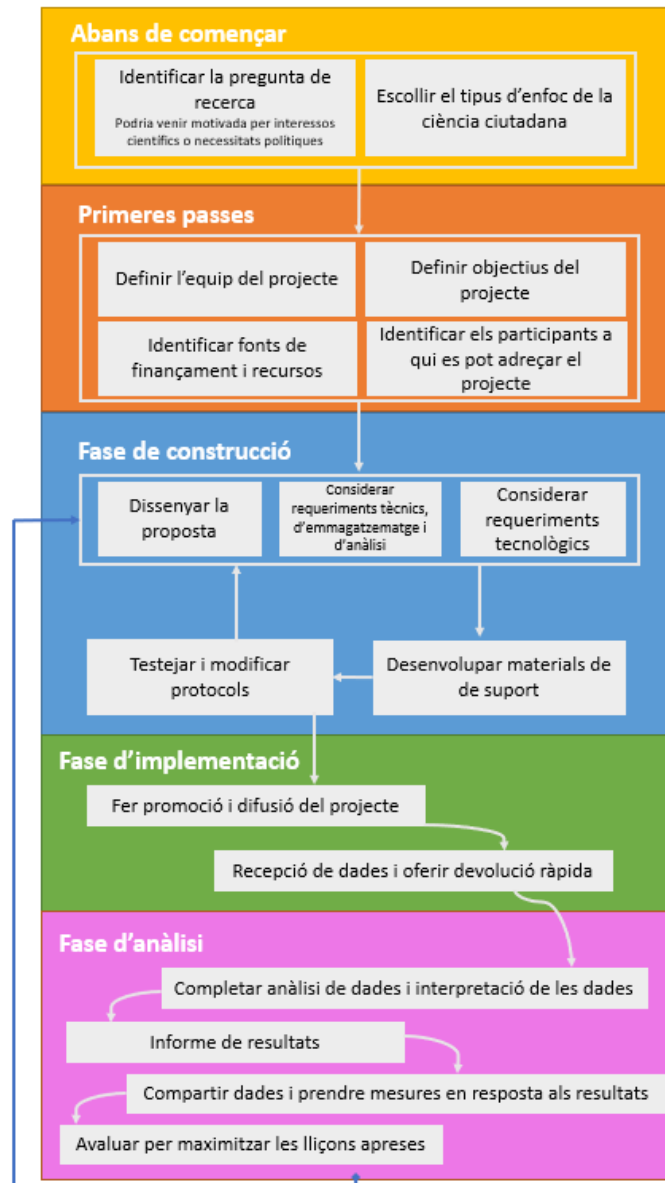 Abans de començar
Identificar la pregunta de
recerca
Podria venir motivada per interessos
científics o necessitats polítiques
Escollir el tipus d'enfoc de la
ciència ciutadana
Primeres passes
Definir l'equip del projecte
Definir objectius del
projecte
Identificar fonts de
finançament i recursos
Identificar els participants a
qui es pot adreçar el
projecte
Fase de construcció
Dissenyar la
proposta
Considerar
requeriments tècnics,
d'emmagatzematge i
d'anàlisi
Considerar
requeriments
tecnològics
Testejar i modificar
protocols
Desenvolupar materials de
de suport
Fase d'implementació
Fer promoció i difusió del projecte
Recepció de dades i oferir devolució ràpida
Fase d'anàlisi
Completar anàlisi de dades i interpretació de les dades
Informe de resultats
Compartir dades i prendre mesures en resposta als resultats
Avaluar per maximitzar les lliçons apreses